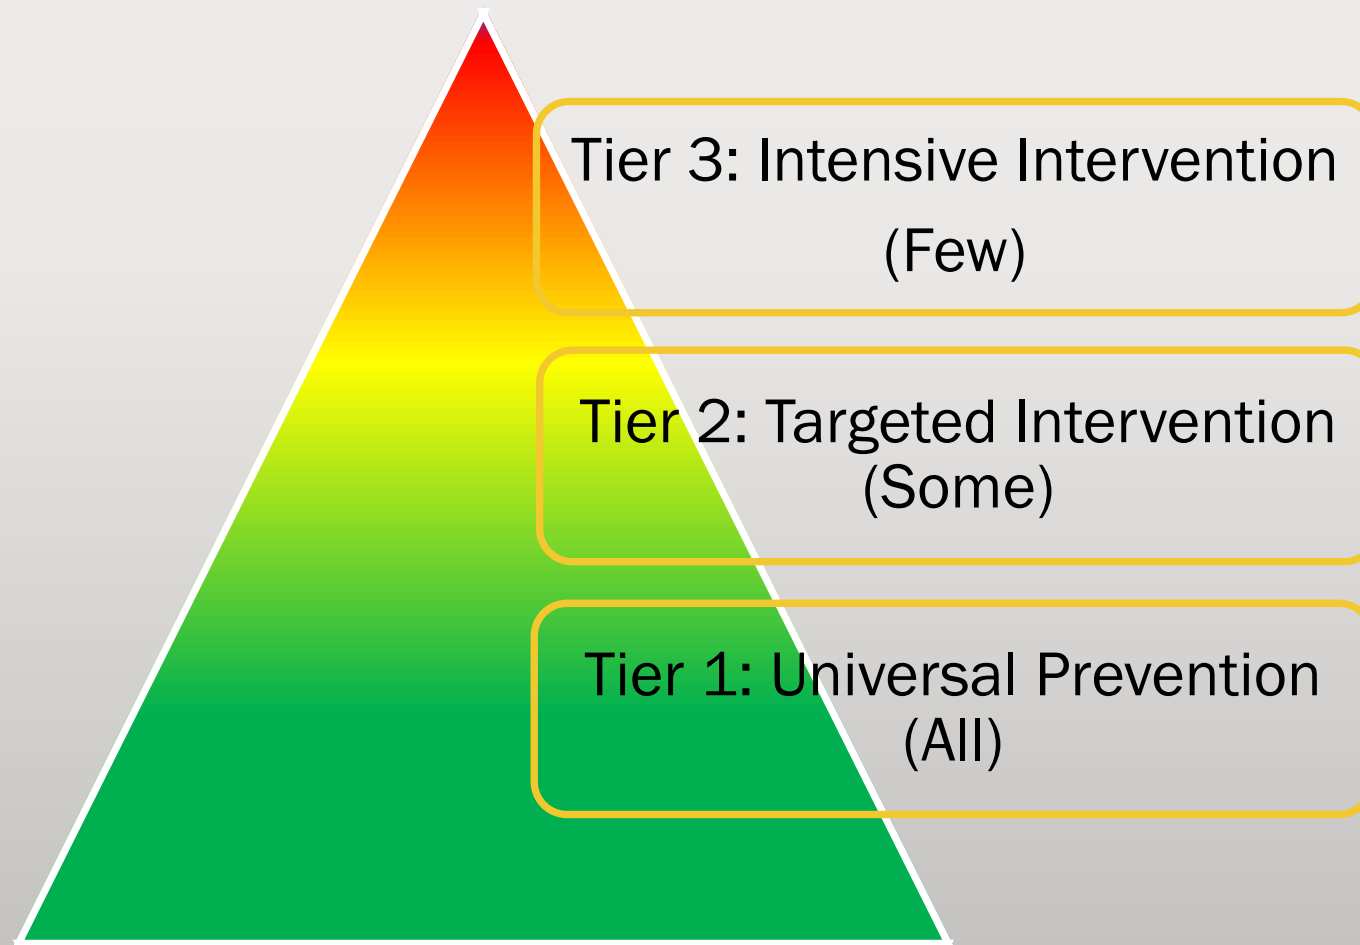 Tier 3: Intensive Intervention
(Few)
Tier 2: Targeted Intervention
(Some)
Tier 1: Universal Prevention
(All)